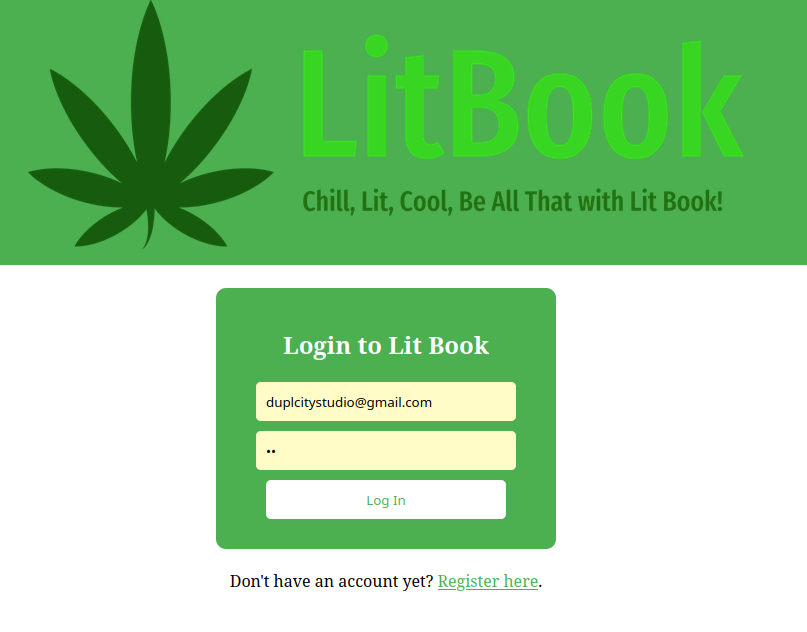 LitBook
Chill, Lit, Cool, Be All That with Lit Book!
Login to Lit Book
duplcitystudio@gmail.com
••
Log In
Don't have an account yet? Register here.